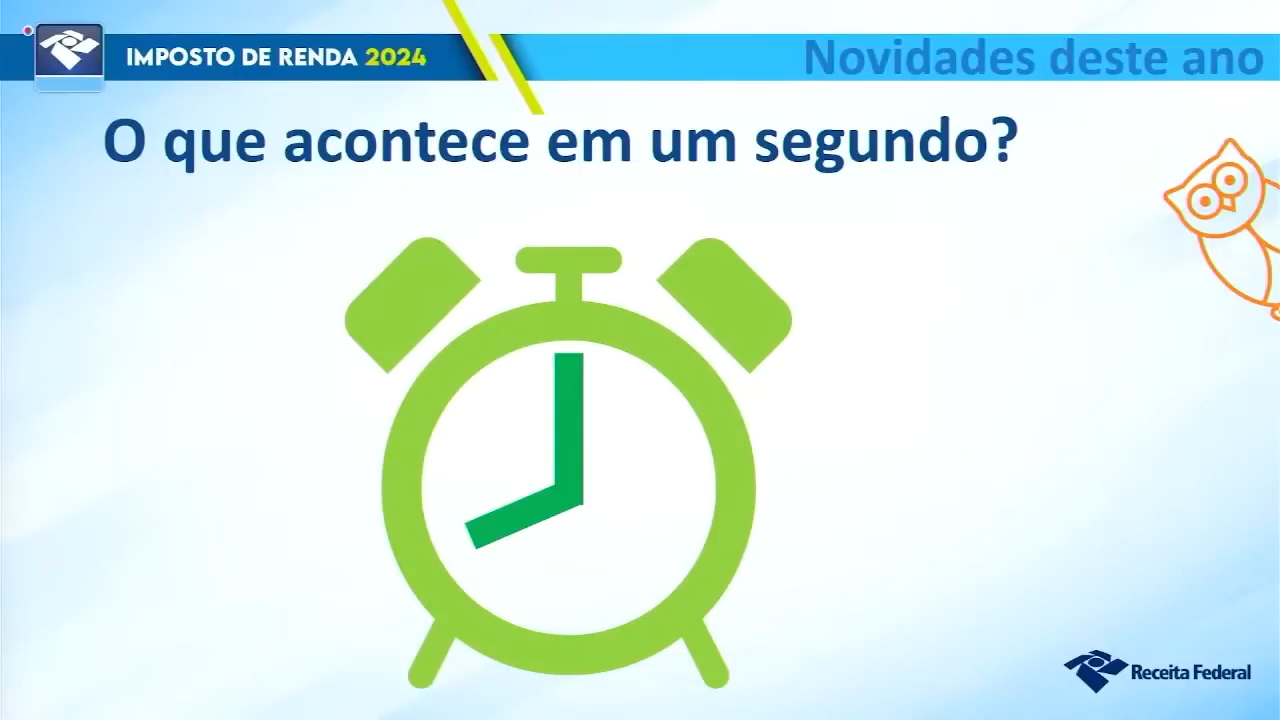 IMPOSTO DE RENDA 2024
Novidades deste ano
O que acontece em um segundo?
Receita Federal